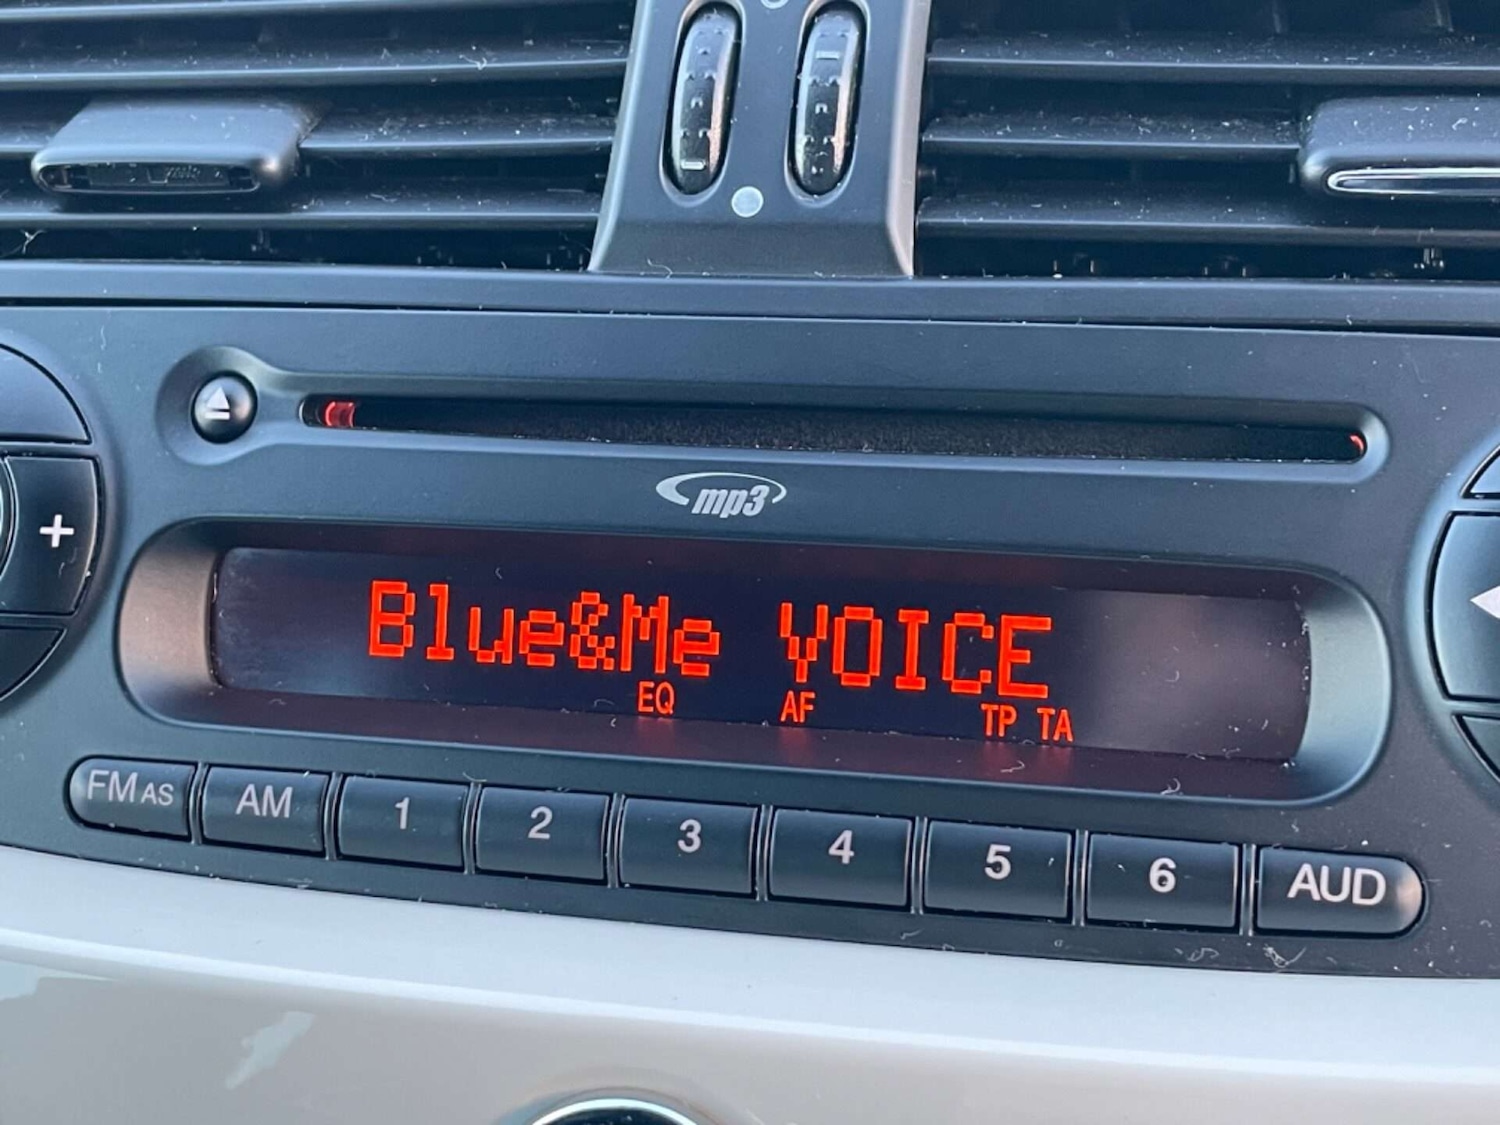 mp3
Blue&Me VOICE
EQ AF TP TA
FM AS AM 1 2 3 4 5 6 AUD